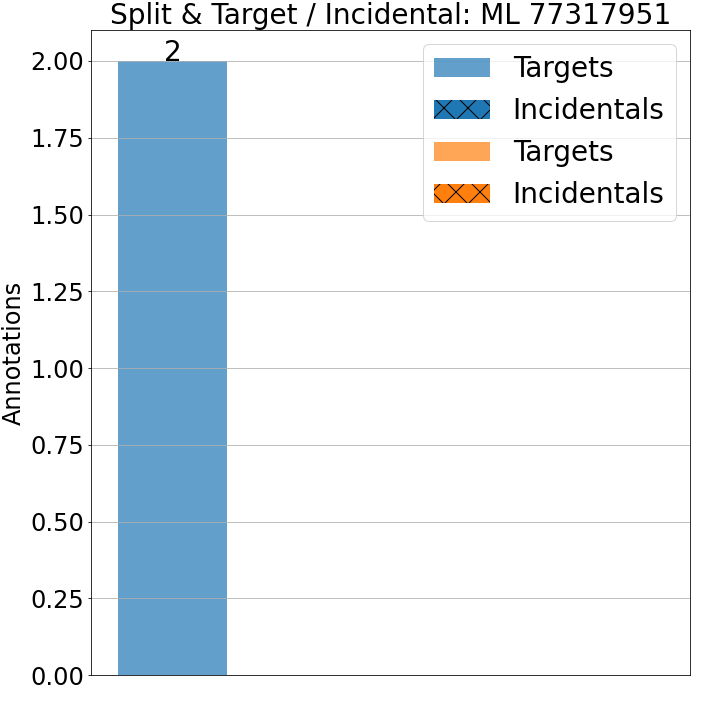 Split & Target / Incidental: ML 77317951
2
2.00
1.75
1.50
1.25
1.00
0.75
0.50
0.25
0.00
Annotations
Targets
Incidentals
Targets
Incidentals